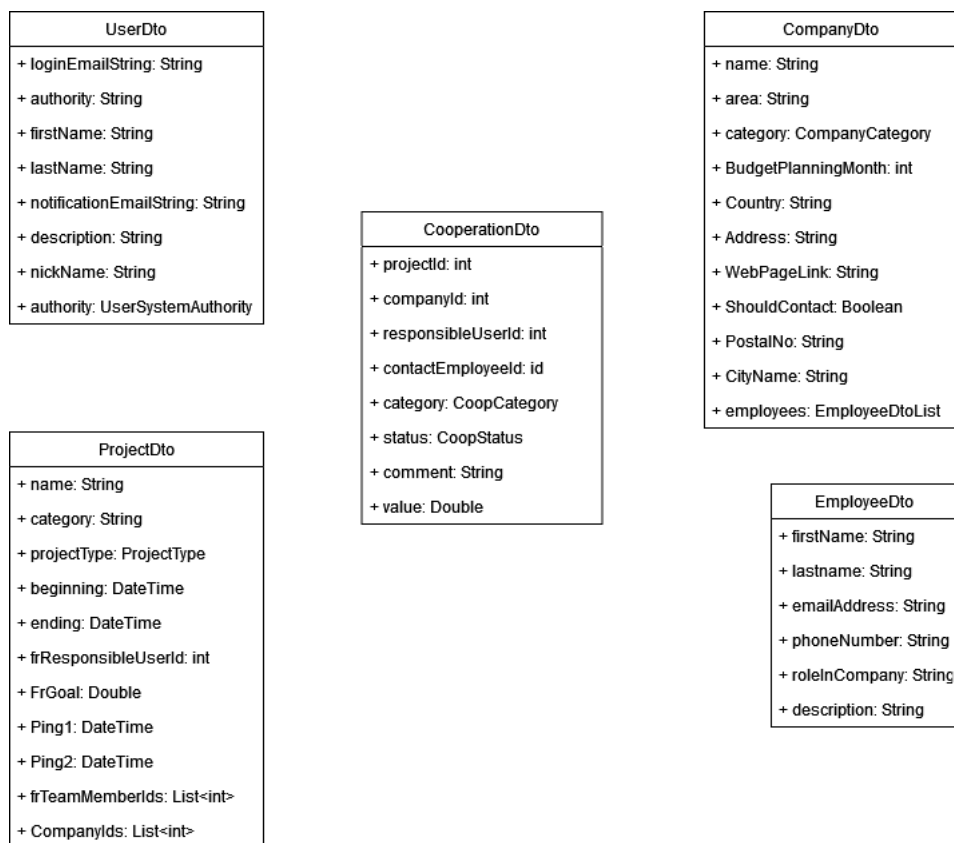 UserDto
+ loginEmailString: String
+ authority: String
+ firstName: String
+ lastName: String
+ notificationEmailString: String
+ description: String
+ nickName: String
+ authority: UserSystemAuthority
ProjectDto
+ name: String
+ category: String
+ projectType: ProjectType
+ beginning: DateTime
+ ending: DateTime
+ frResponsibleUserId: int
+ FrGoal: Double
+ Ping1: DateTime
+ Ping2: DateTime
+ frTeamMemberIds: List<int>
+ CompanyIds: List<int>
CooperationDto
+ projectId: int
+ companyId: int
+ responsibleUserId: int
+ contactEmployeeId: id
+ category: CoopCategory
+ status: CoopStatus
+ comment: String
+ value: Double
CompanyDto
+ name: String
+ area: String
+ category: CompanyCategory
+ BudgetPlanningMonth: int
+ Country: String
+ Address: String
+ WebPageLink: String
+ ShouldContact: Boolean
+ PostalNo: String
+ CityName: String
+ employees: EmployeeDtoList
EmployeeDto
+ firstName: String
+ lastname: String
+ emailAddress: String
+ phoneNumber: String
+ roleInCompany: String
+ description: String